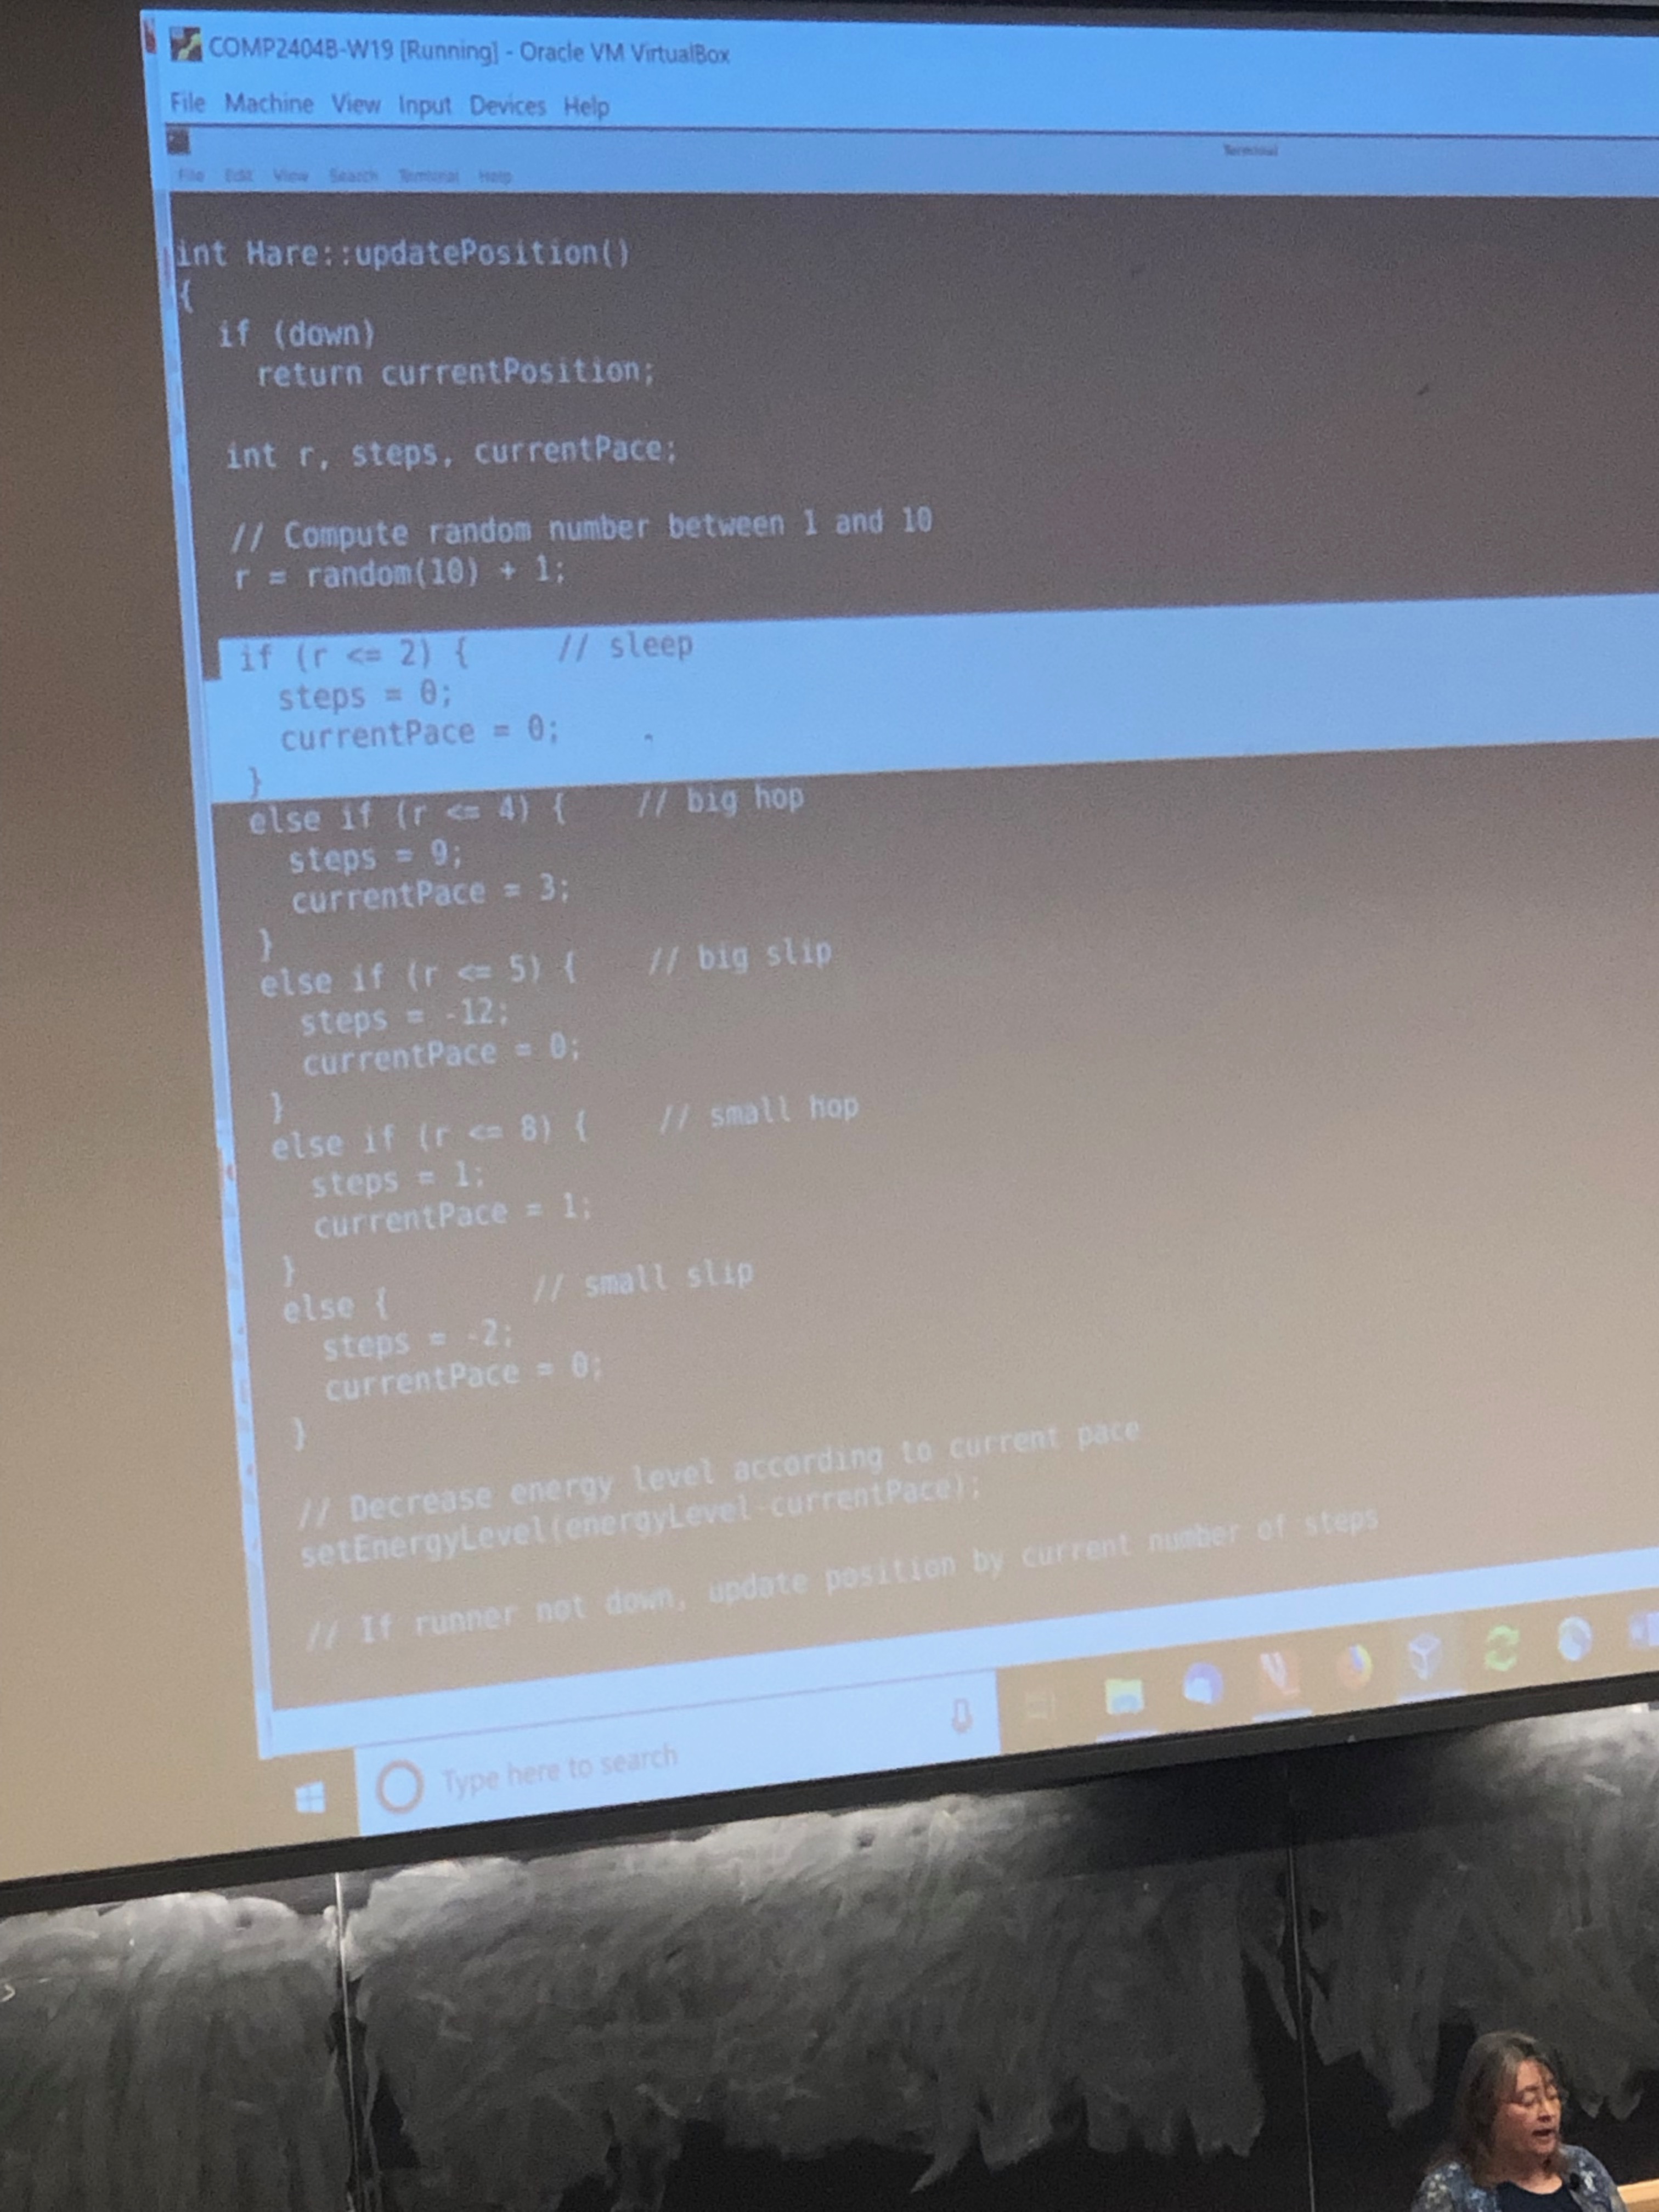 COMP2404B-W19 [Running] - Oracle VM VirtualBox
File Machine View Input Devices Help
Terminal
File Edit View Search Terminal Help
int Hare::updatePosition()
{
if (down)
return currentPosition;
int r, steps, currentPace;
// Compute random number between 1 and 10
r = random(10) + 1;
if (r <= 2) { // sleep
steps = 0;
currentPace = 0;
}
else if (r <= 4) { // big hop
steps = 9;
currentPace = 3;
}
else if (r <= 5) { // big slip
steps = -12;
currentPace = 0;
}
else if (r <= 8) { // small hop
steps = 1;
currentPace = 1;
}
else { // small slip
steps = -2;
currentPace = 0;
}
// Decrease energy level according to current pace
setEnergyLevel(energyLevel-currentPace);
// If runner not down, update position by current number of steps
Type here to search